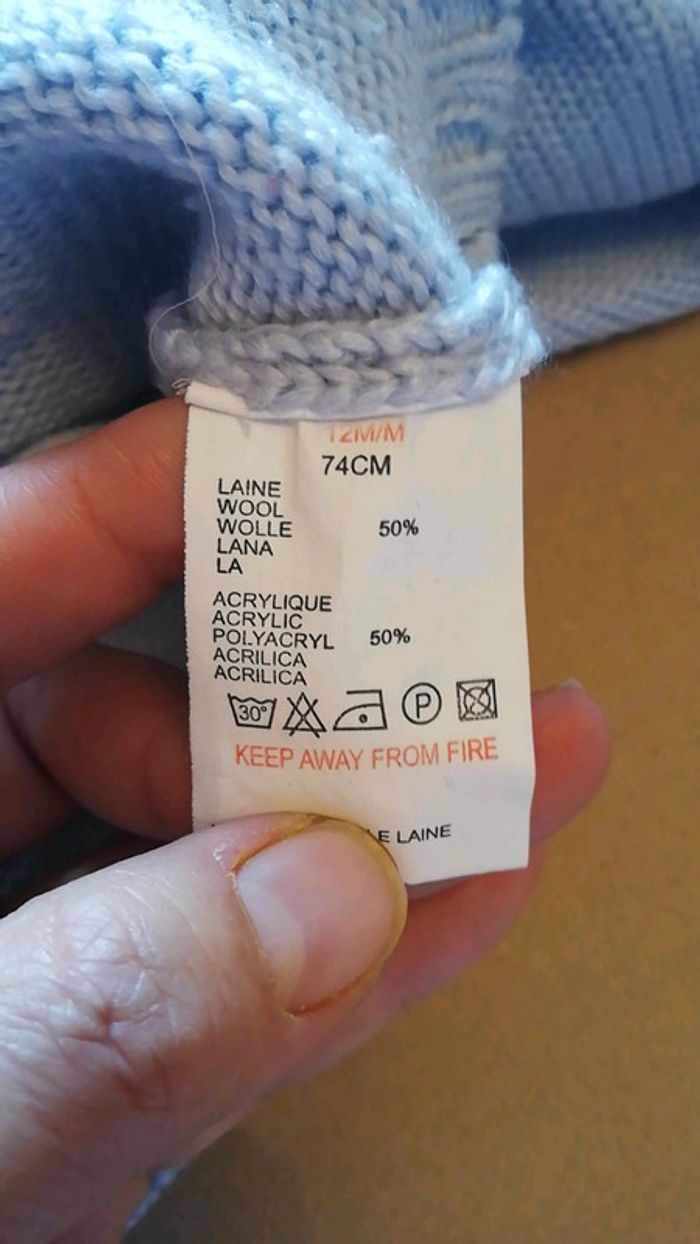 12M/M
74CM
LAINE
WOOL
WOLLE 50%
LANA
LA
ACRYLIQUE
ACRYLIC
POLYACRYL 50%
ACRILICA
ACRILICA
30° P
KEEP AWAY FROM FIRE
LE LAINE